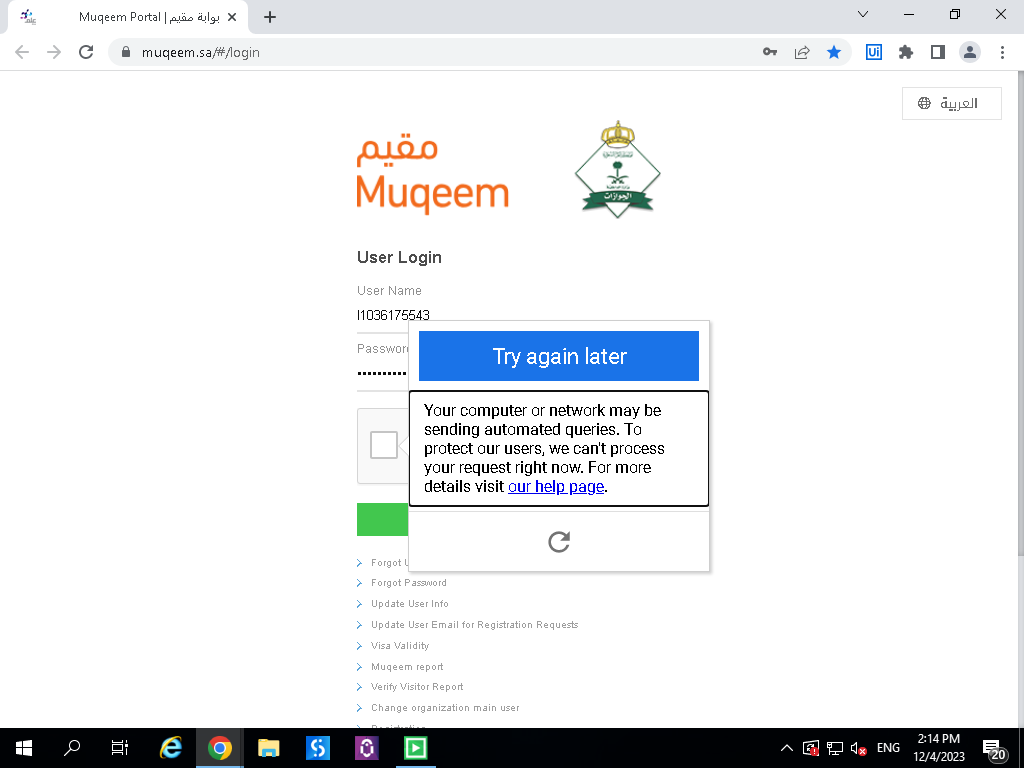 Muqeem Portal | بوابة مقيم
muqeem.sa/#/login
Ui
العربية
مقيم
Muqeem
الجوازات
User Login
User Name
I1036175543
Password
Try again later
Your computer or network may be
sending automated queries. To
protect our users, we can't process
your request right now. For more
details visit our help page.
Forgot U
Forgot Password
Update User Info
Update User Email for Registration Requests
Visa Validity
Muqeem report
Verify Visitor Report
Change organization main user
Registration
ENG
2:14 PM
12/4/2023
20